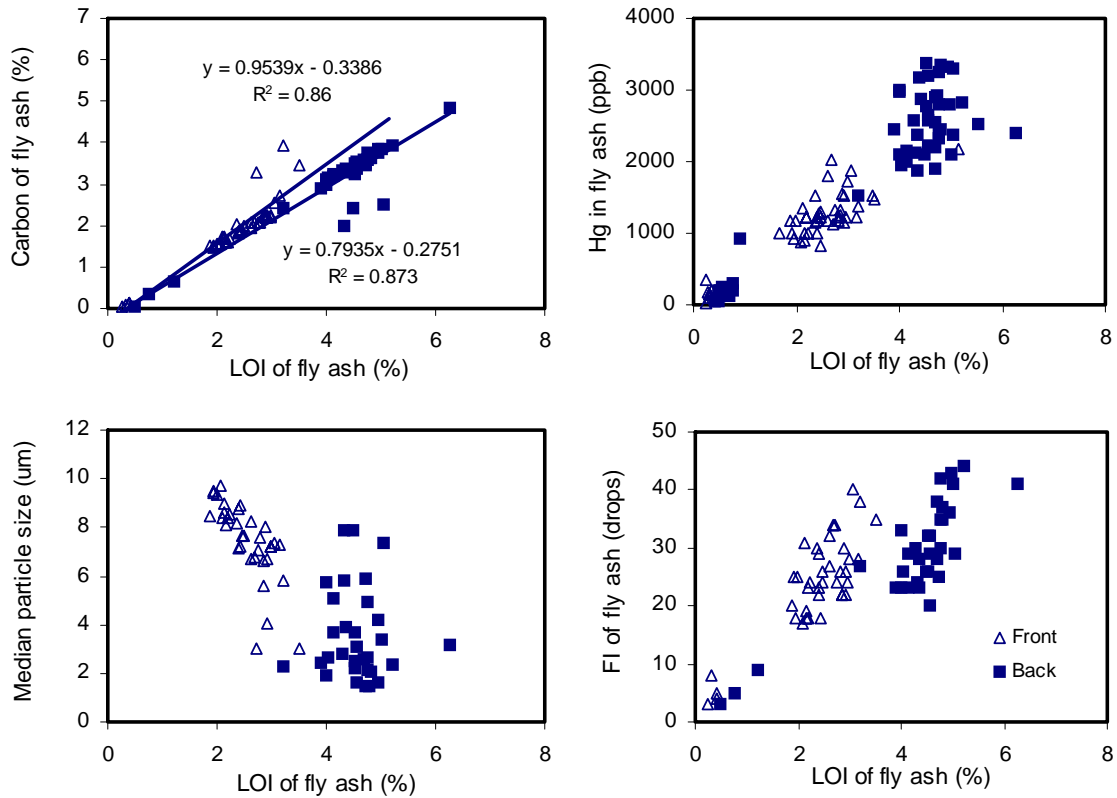 Carbon of fly ash (%)
7
6
5
4
3
2
1
0
y = 0.9539x - 0.3386
R² = 0.86
y = 0.7935x - 0.2751
R² = 0.873
0 2 4 6 8
LOI of fly ash (%)
Hg in fly ash (ppb)
4000
3000
2000
1000
0
0 2 4 6 8
LOI of fly ash (%)
Median particle size (um)
12
10
8
6
4
2
0
0 2 4 6 8
LOI of fly ash (%)
FI of fly ash (drops)
50
40
30
20
10
0
Front
Back
0 2 4 6 8
LOI of fly ash (%)